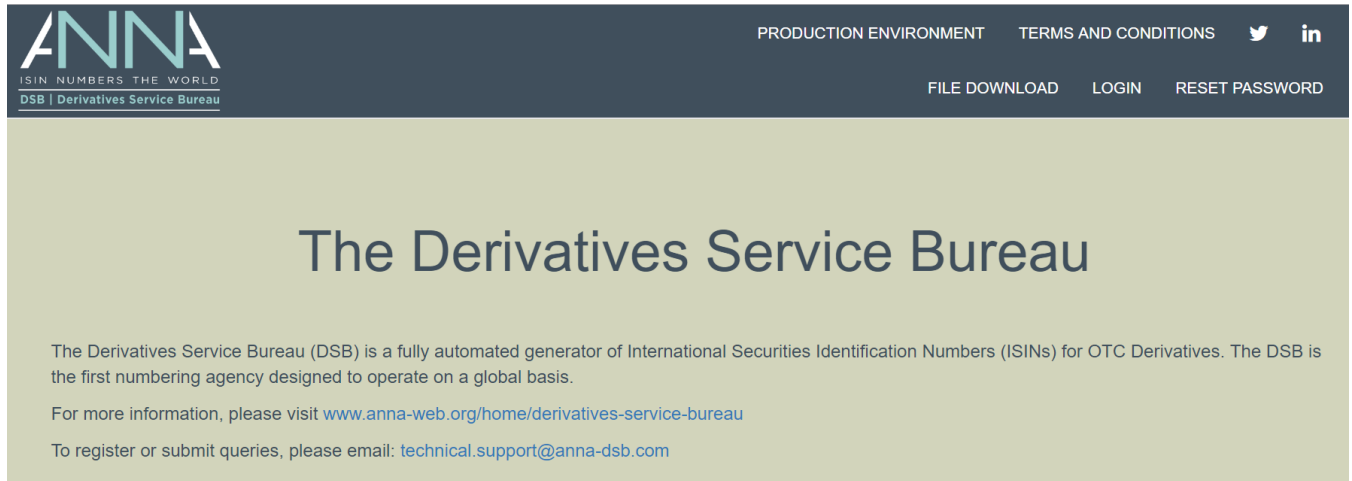 ANNA
ISIN NUMBERS THE WORLD
DSB | Derivatives Service Bureau
PRODUCTION ENVIRONMENT TERMS AND CONDITIONS
FILE DOWNLOAD LOGIN RESET PASSWORD
The Derivatives Service Bureau
The Derivatives Service Bureau (DSB) is a fully automated generator of International Securities Identification Numbers (ISINs) for OTC Derivatives. The DSB is
the first numbering agency designed to operate on a global basis.
For more information, please visit www.anna-web.org/home/derivatives-service-bureau
To register or submit queries, please email: technical.support@anna-dsb.com